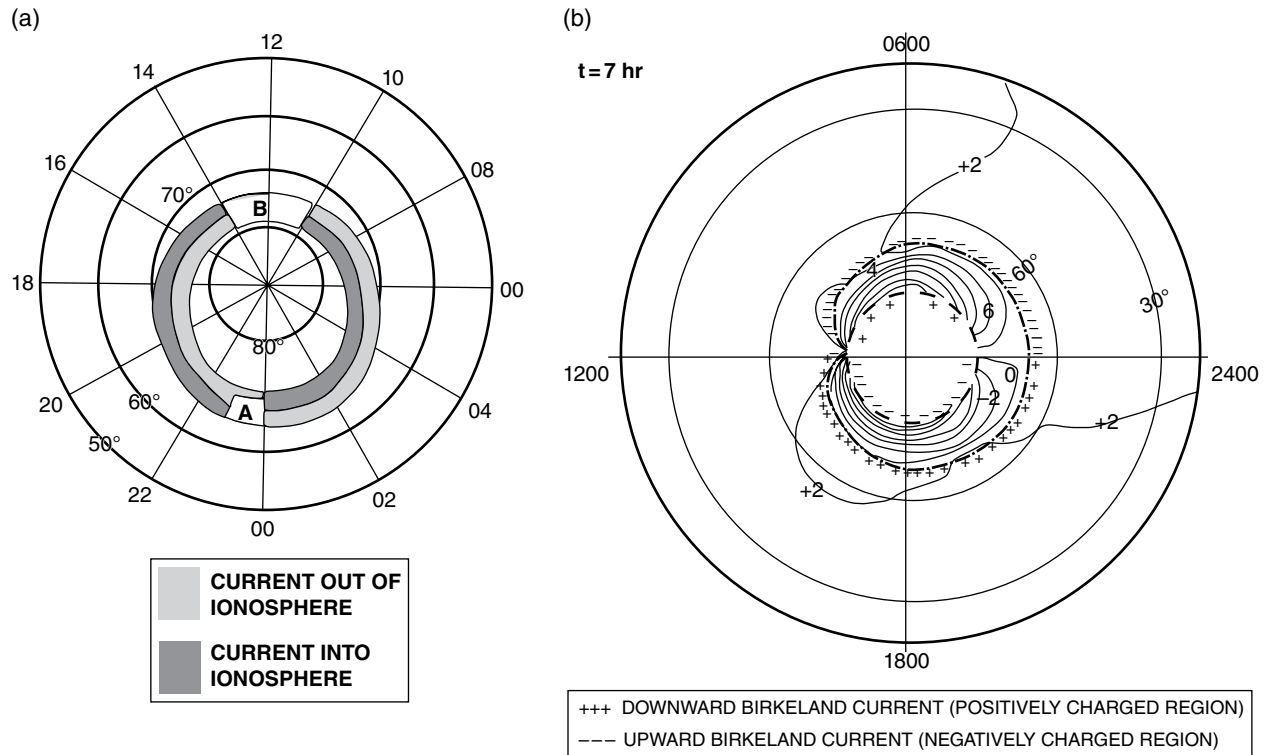 (a)
12
14
10
16
08
70°
B
18
00
80°
20
60°
A
04
50°
22
02
00
CURRENT OUT OF
IONOSPHERE
CURRENT INTO
IONOSPHERE
(b)
t = 7 hr
0600
+2
4
60°
30°
6
1200
0
2400
–2
+2
+2
1800
+++ DOWNWARD BIRKELAND CURRENT (POSITIVELY CHARGED REGION)
––– UPWARD BIRKELAND CURRENT (NEGATIVELY CHARGED REGION)